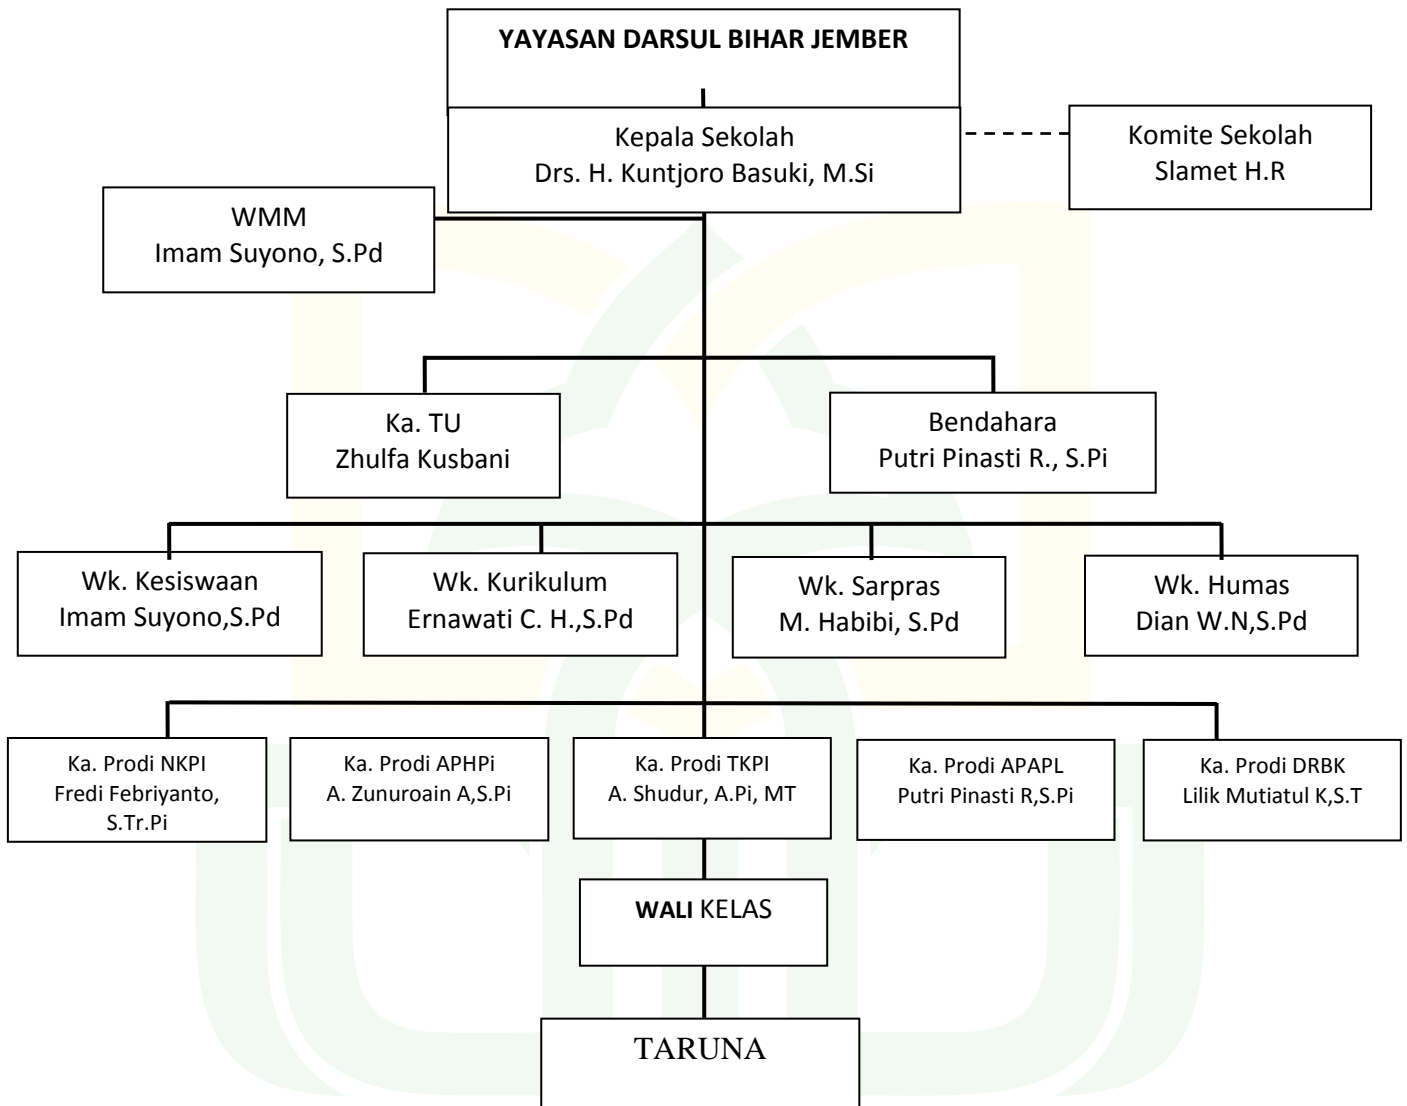 YAYASAN DARSUL BIHAR JEMBER
Kepala Sekolah
Drs. H. Kuntjoro Basuki, M.Si
Komite Sekolah
Slamet H.R
WMM
Imam Suyono, S.Pd
Ka. TU
Zhulfa Kusbani
Bendahara
Putri Pinasti R., S.Pi
Wk. Kesiswaan
Imam Suyono,S.Pd
Wk. Kurikulum
Ernawati C. H.,S.Pd
Wk. Sarpras
M. Habibi, S.Pd
Wk. Humas
Dian W.N,S.Pd
Ka. Prodi NKPI
Fredi Febriyanto,
S.Tr.Pi
Ka. Prodi APHPi
A. Zunuroain A,S.Pi
Ka. Prodi TKPI
A. Shudur, A.Pi, MT
Ka. Prodi APAPL
Putri Pinasti R,S.Pi
Ka. Prodi DRBK
Lilik Mutiatul K,S.T
WALI KELAS
TARUNA